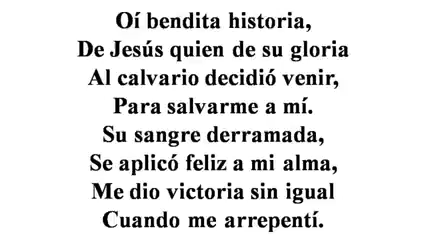 Oí bendita historia,
De Jesús quien de su gloria
Al calvario decidió venir,
Para salvarme a mí.
Su sangre derramada,
Se aplicó feliz a mi alma,
Me dio victoria sin igual
Cuando me arrepentí.